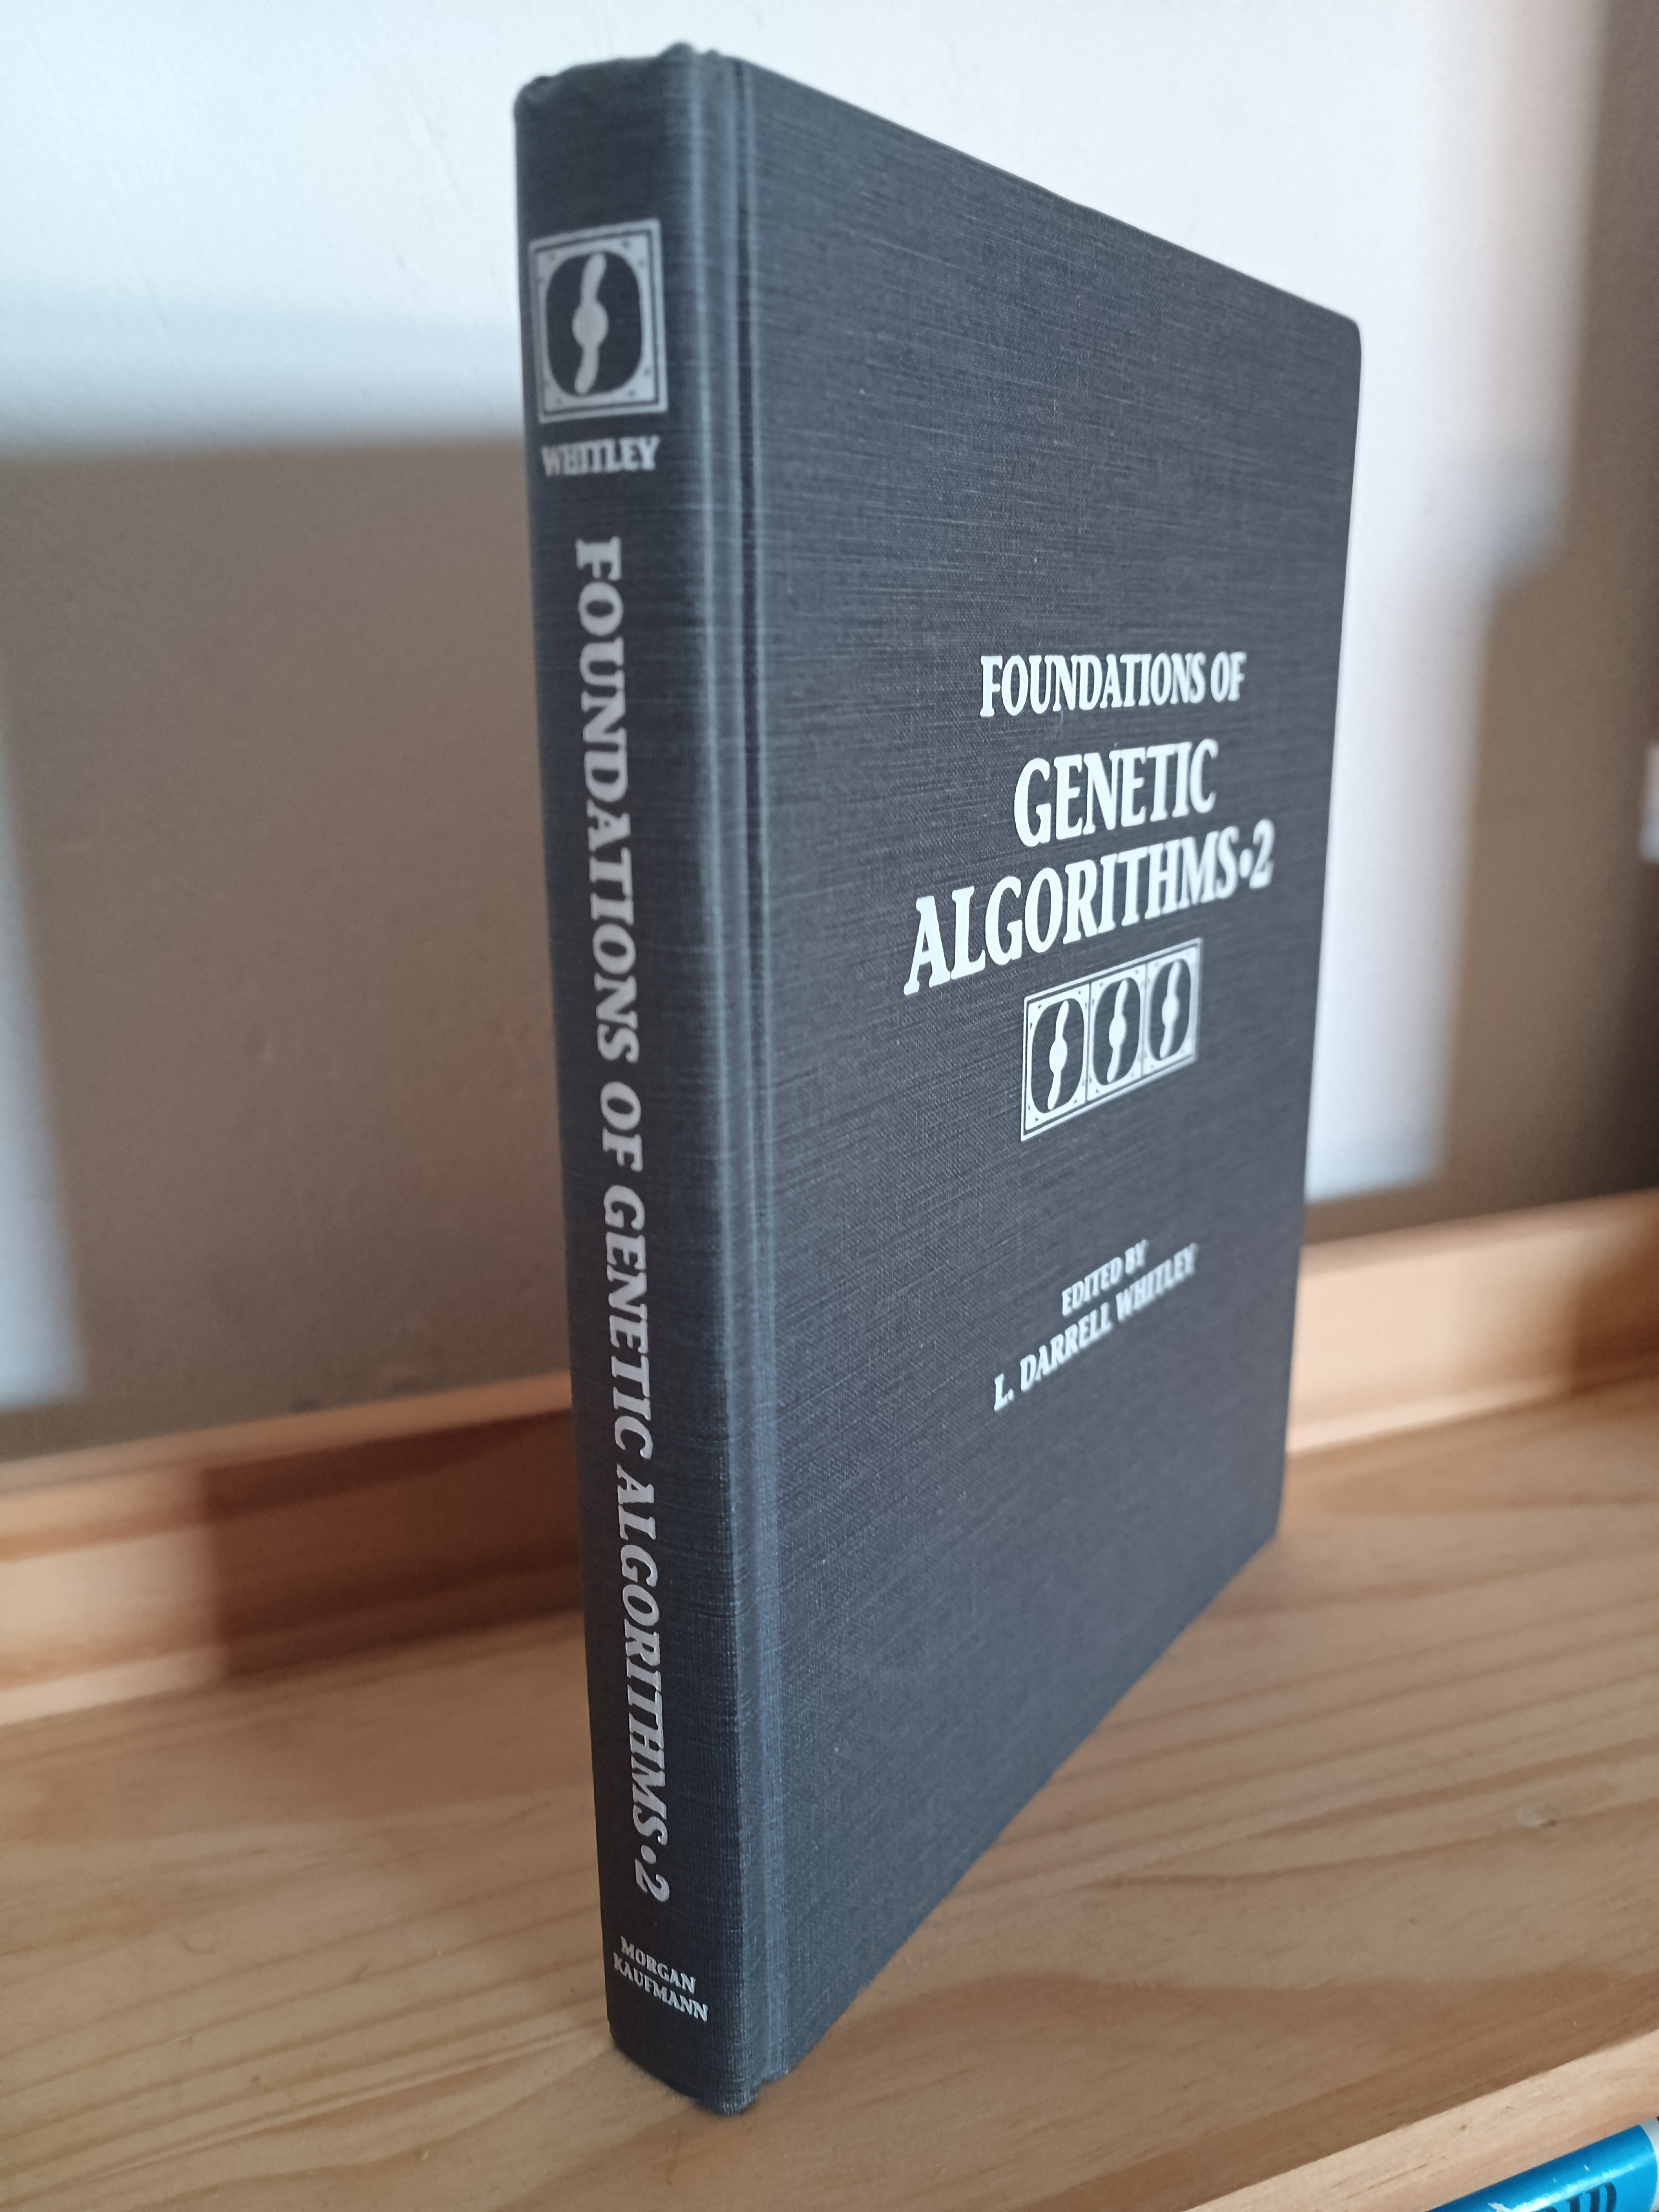 WHITLEY
FOUNDATIONS OF GENETIC ALGORITHMS•2
MORGAN
KAUFMANN
FOUNDATIONS OF
GENETIC
ALGORITHMS•2
EDITED BY
L. DARRELL WHITLEY